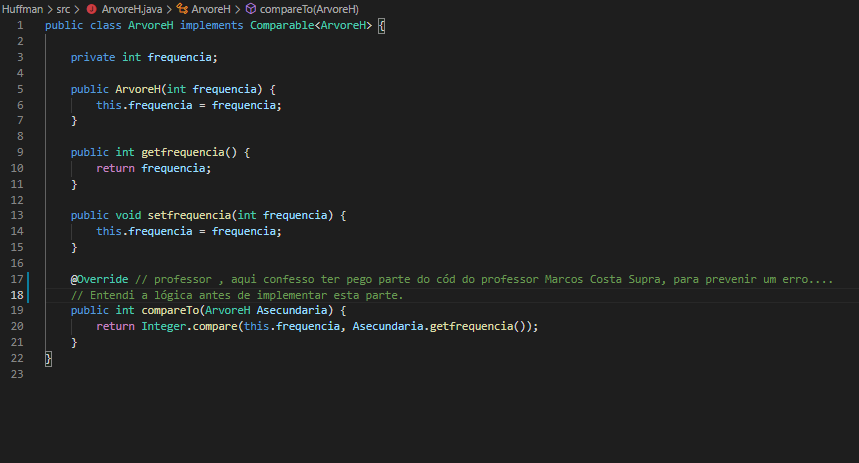 Huffman > src > ArvoreH.java > ArvoreH > compareTo(ArvoreH)
1 public class ArvoreH implements Comparable<ArvoreH> {
2
3 private int frequencia;
4
5 public ArvoreH(int frequencia) {
6 this.frequencia = frequencia;
7 }
8
9 public int getfrequencia() {
10 return frequencia;
11 }
12
13 public void setfrequencia(int frequencia) {
14 this.frequencia = frequencia;
15 }
16
17 @Override // professor , aqui confesso ter pego parte do cód do professor Marcos Costa Supra, para prevenir um erro....
18 // Entendi a lógica antes de implementar esta parte.
19 public int compareTo(ArvoreH Asecundaria) {
20 return Integer.compare(this.frequencia, Asecundaria.getfrequencia());
21 }
22 }
23